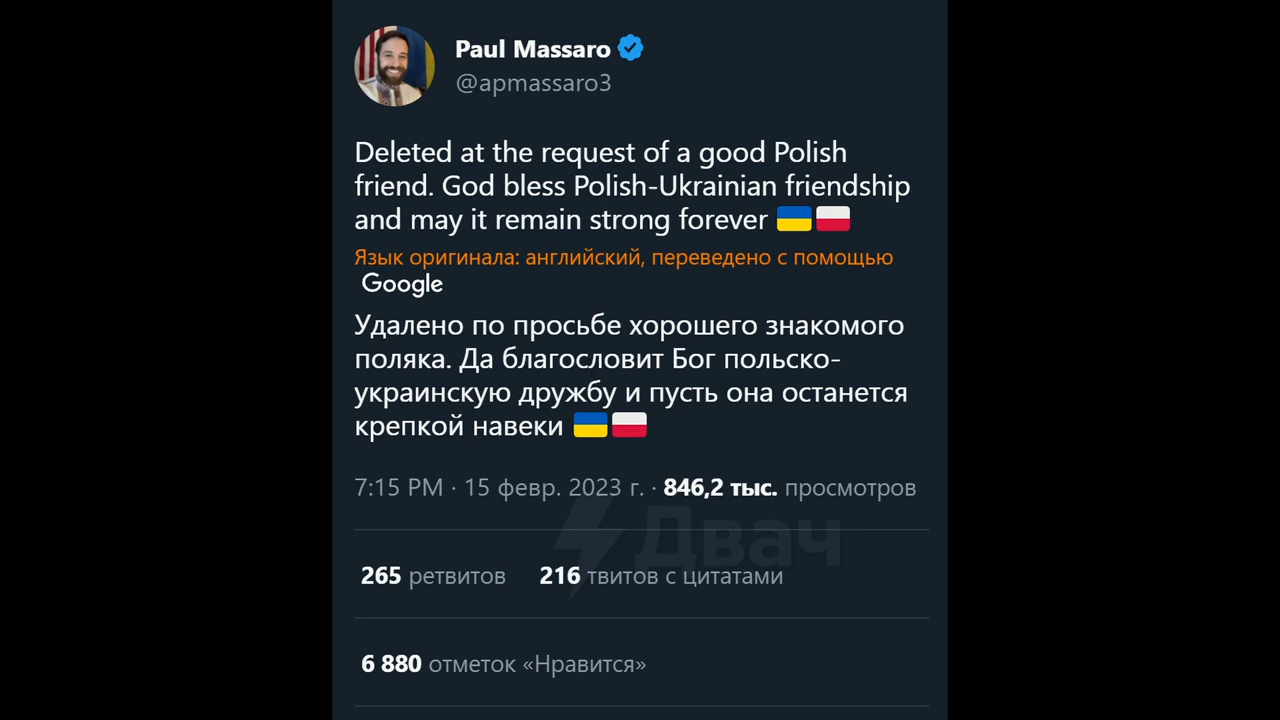 Paul Massaro
@apmassaro3
Deleted at the request of a good Polish
friend. God bless Polish-Ukrainian friendship
and may it remain strong forever 🇺🇦🇵🇱
Язык оригинала: английский, переведено с помощью
Google
Удалено по просьбе хорошего знакомого
поляка. Да благословит Бог польско-
украинскую дружбу и пусть она останется
крепкой навеки 🇺🇦🇵🇱
7:15 PM · 15 февр. 2023 г. · 846,2 тыс. просмотров
Двач
265 ретвитов 216 твитов с цитатами
6 880 отметок «Нравится»